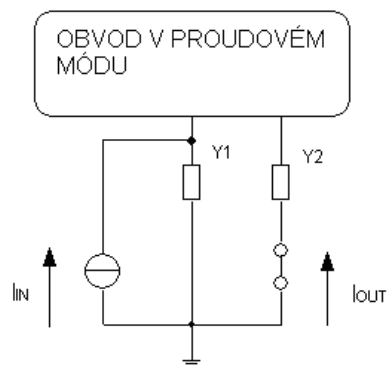 OBVOD V PROUDOVÉM
MÓDU
Y1
Y2
IIN
IOUT